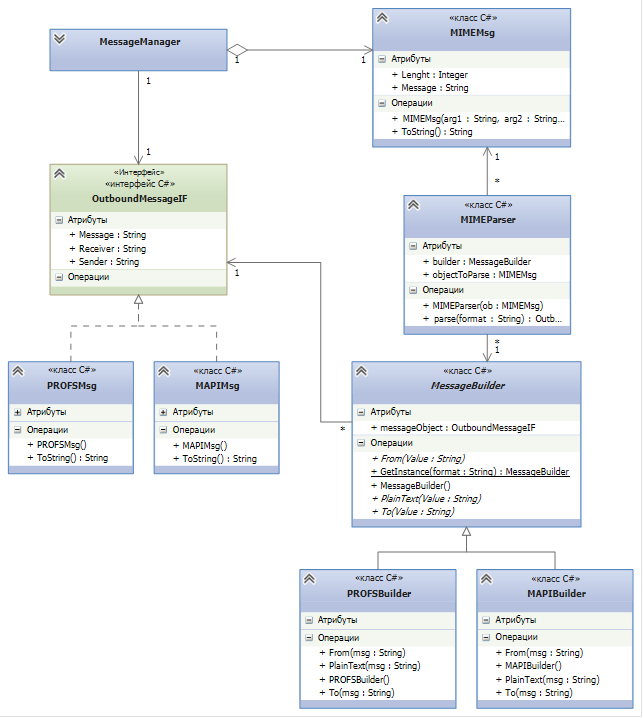 MessageManager
1
1
1
1
«класс C#»
MIMEMsg
Атрибуты
+ Lenght : Integer
+ Message : String
Операции
+ MIMEMsg(arg1 : String, arg2 : String...
+ ToString() : String
«Интерфейс»
«интерфейс C#»
OutboundMessageIF
Атрибуты
+ Message : String
+ Receiver : String
+ Sender : String
Операции
1
*
«класс C#»
MIMEParser
Атрибуты
+ builder : MessageBuilder
+ objectToParse : MIMEMsg
Операции
+ MIMEParser(ob : MIMEMsg)
+ parse(format : String) : Outb...
1
*
1
*
«класс C#»
PROFSMsg
Атрибуты
Операции
+ PROFSMsg()
+ ToString() : String
«класс C#»
MAPIMsg
Атрибуты
Операции
+ MAPIMsg()
+ ToString() : String
«класс C#»
MessageBuilder
Атрибуты
+ messageObject : OutboundMessageIF
Операции
+ From(Value : String)
+ GetInstance(format : String) : MessageBuilder
+ MessageBuilder()
+ PlainText(Value : String)
+ To(Value : String)
«класс C#»
PROFSBuilder
Атрибуты
Операции
+ From(msg : String)
+ PlainText(msg : String)
+ PROFSBuilder()
+ To(msg : String)
«класс C#»
MAPIBuilder
Атрибуты
Операции
+ From(msg : String)
+ MAPIBuilder()
+ PlainText(msg : String)
+ To(msg : String)